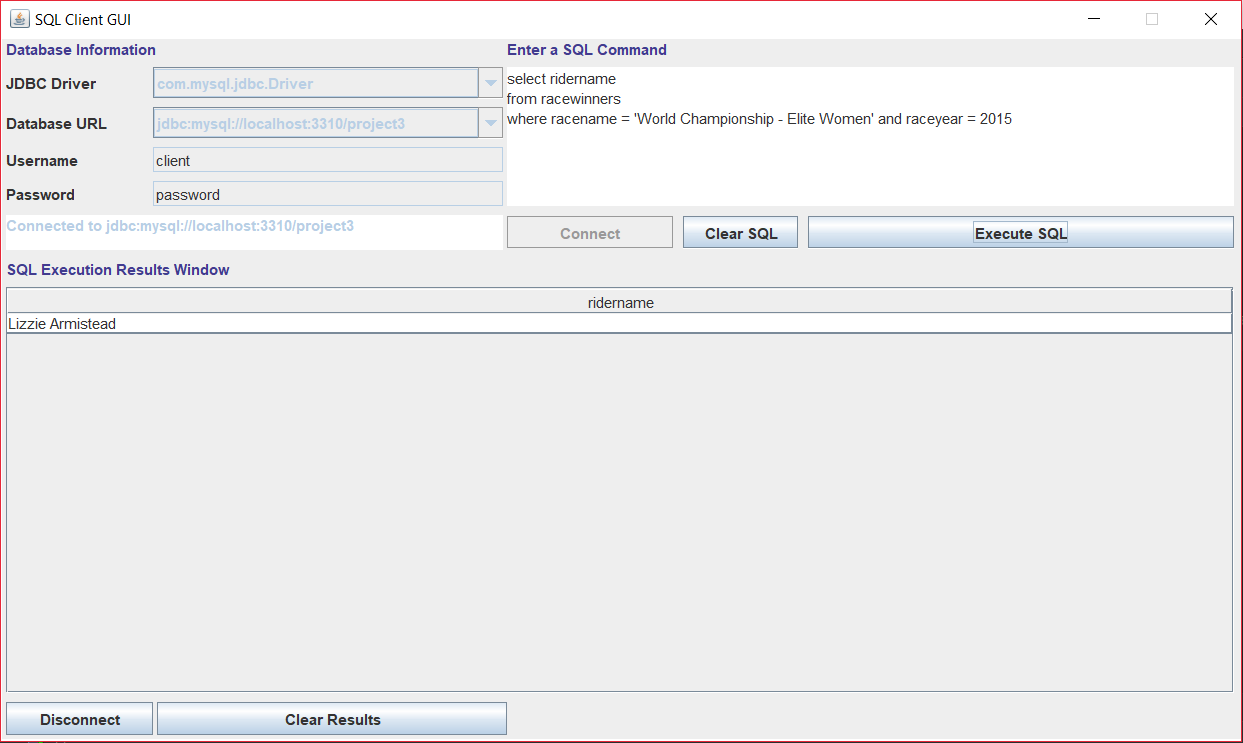 SQL Client GUI
Database Information
JDBC Driver
com.mysql.jdbc.Driver
Database URL
jdbc:mysql://localhost:3310/project3
Username
client
Password
password
Connected to jdbc:mysql://localhost:3310/project3
Enter a SQL Command
select ridername
from racewinners
where racename = 'World Championship - Elite Women' and raceyear = 2015
Connect
Clear SQL
Execute SQL
SQL Execution Results Window
ridername
Lizzie Armistead
Disconnect
Clear Results